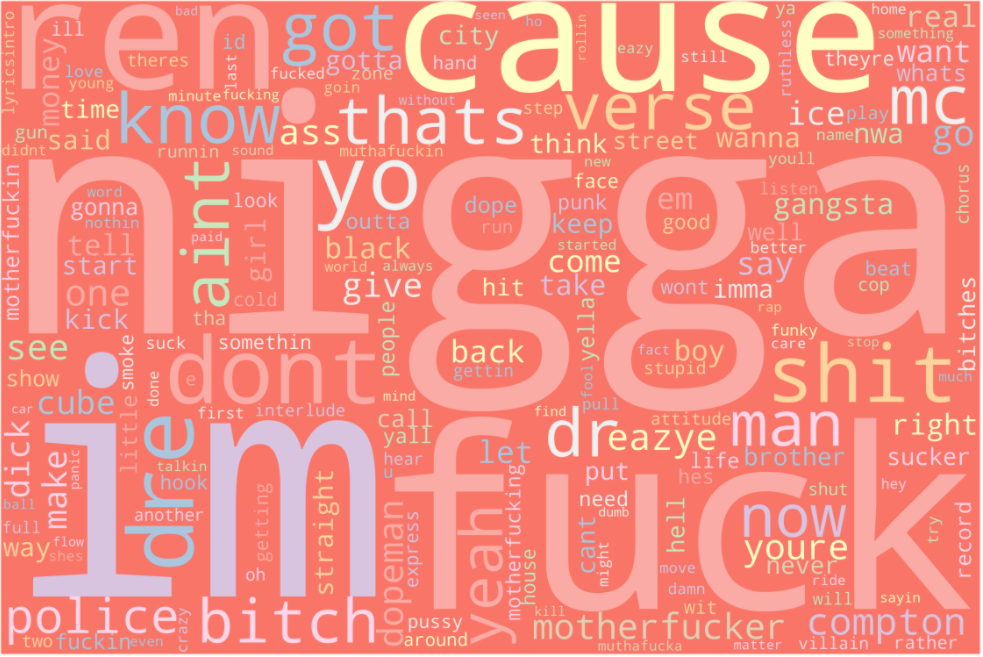 ren
cause
nigga
im
fuck
dont
shit
dr
dre
yeah
know
thats
yo
verse
mc
got
aint
bitch
police
man
now
youre
motherfucker
compton
eazye
dopeman
ill
id
theres
gotta
zone
last
love
young
fucked
goin
lyricsintro
money
time
minute
fucking
bad
city
hand
seen
ho
rollin
eazy
still
ya
ruthless
theyre
home
something
real
want
whats
without
step
ass
think
street
wanna
ice
play
name
nwa
go
gun
said
didnt
runnin
sound
muthafuckin
new
youll
face
punk
keep
em
good
listen
gangsta
chorus
motherfuckin
word
gonna
nothin
tell
start
one
kick
paid
tha
look
girl
cold
outta
black
world
always
give
dope
run
started
come
hit
take
well
better
say
wont
imma
rap
beat
cop
see
show
suck
somethin
smoke
people
back
gettin
yella
fool
fact
boy
stupid
funky
care
stop
bitches
much
car
cube
little
done
e
first
interlude
mind
call
yall
find
pull
attitude
right
dick
make
panic
talkin
hook
another
hear
u
let
put
life
hes
brother
sucker
ball
full
way
flow
shes
getting
straight
oh
express
motherfucking
house
cant
need
dumb
might
hell
move
damn
shut
never
ride
will
hey
try
record
sayin
two
fuckin
even
crazy
pussy
around
kill
wit
muthafucka
matter
villain
rather